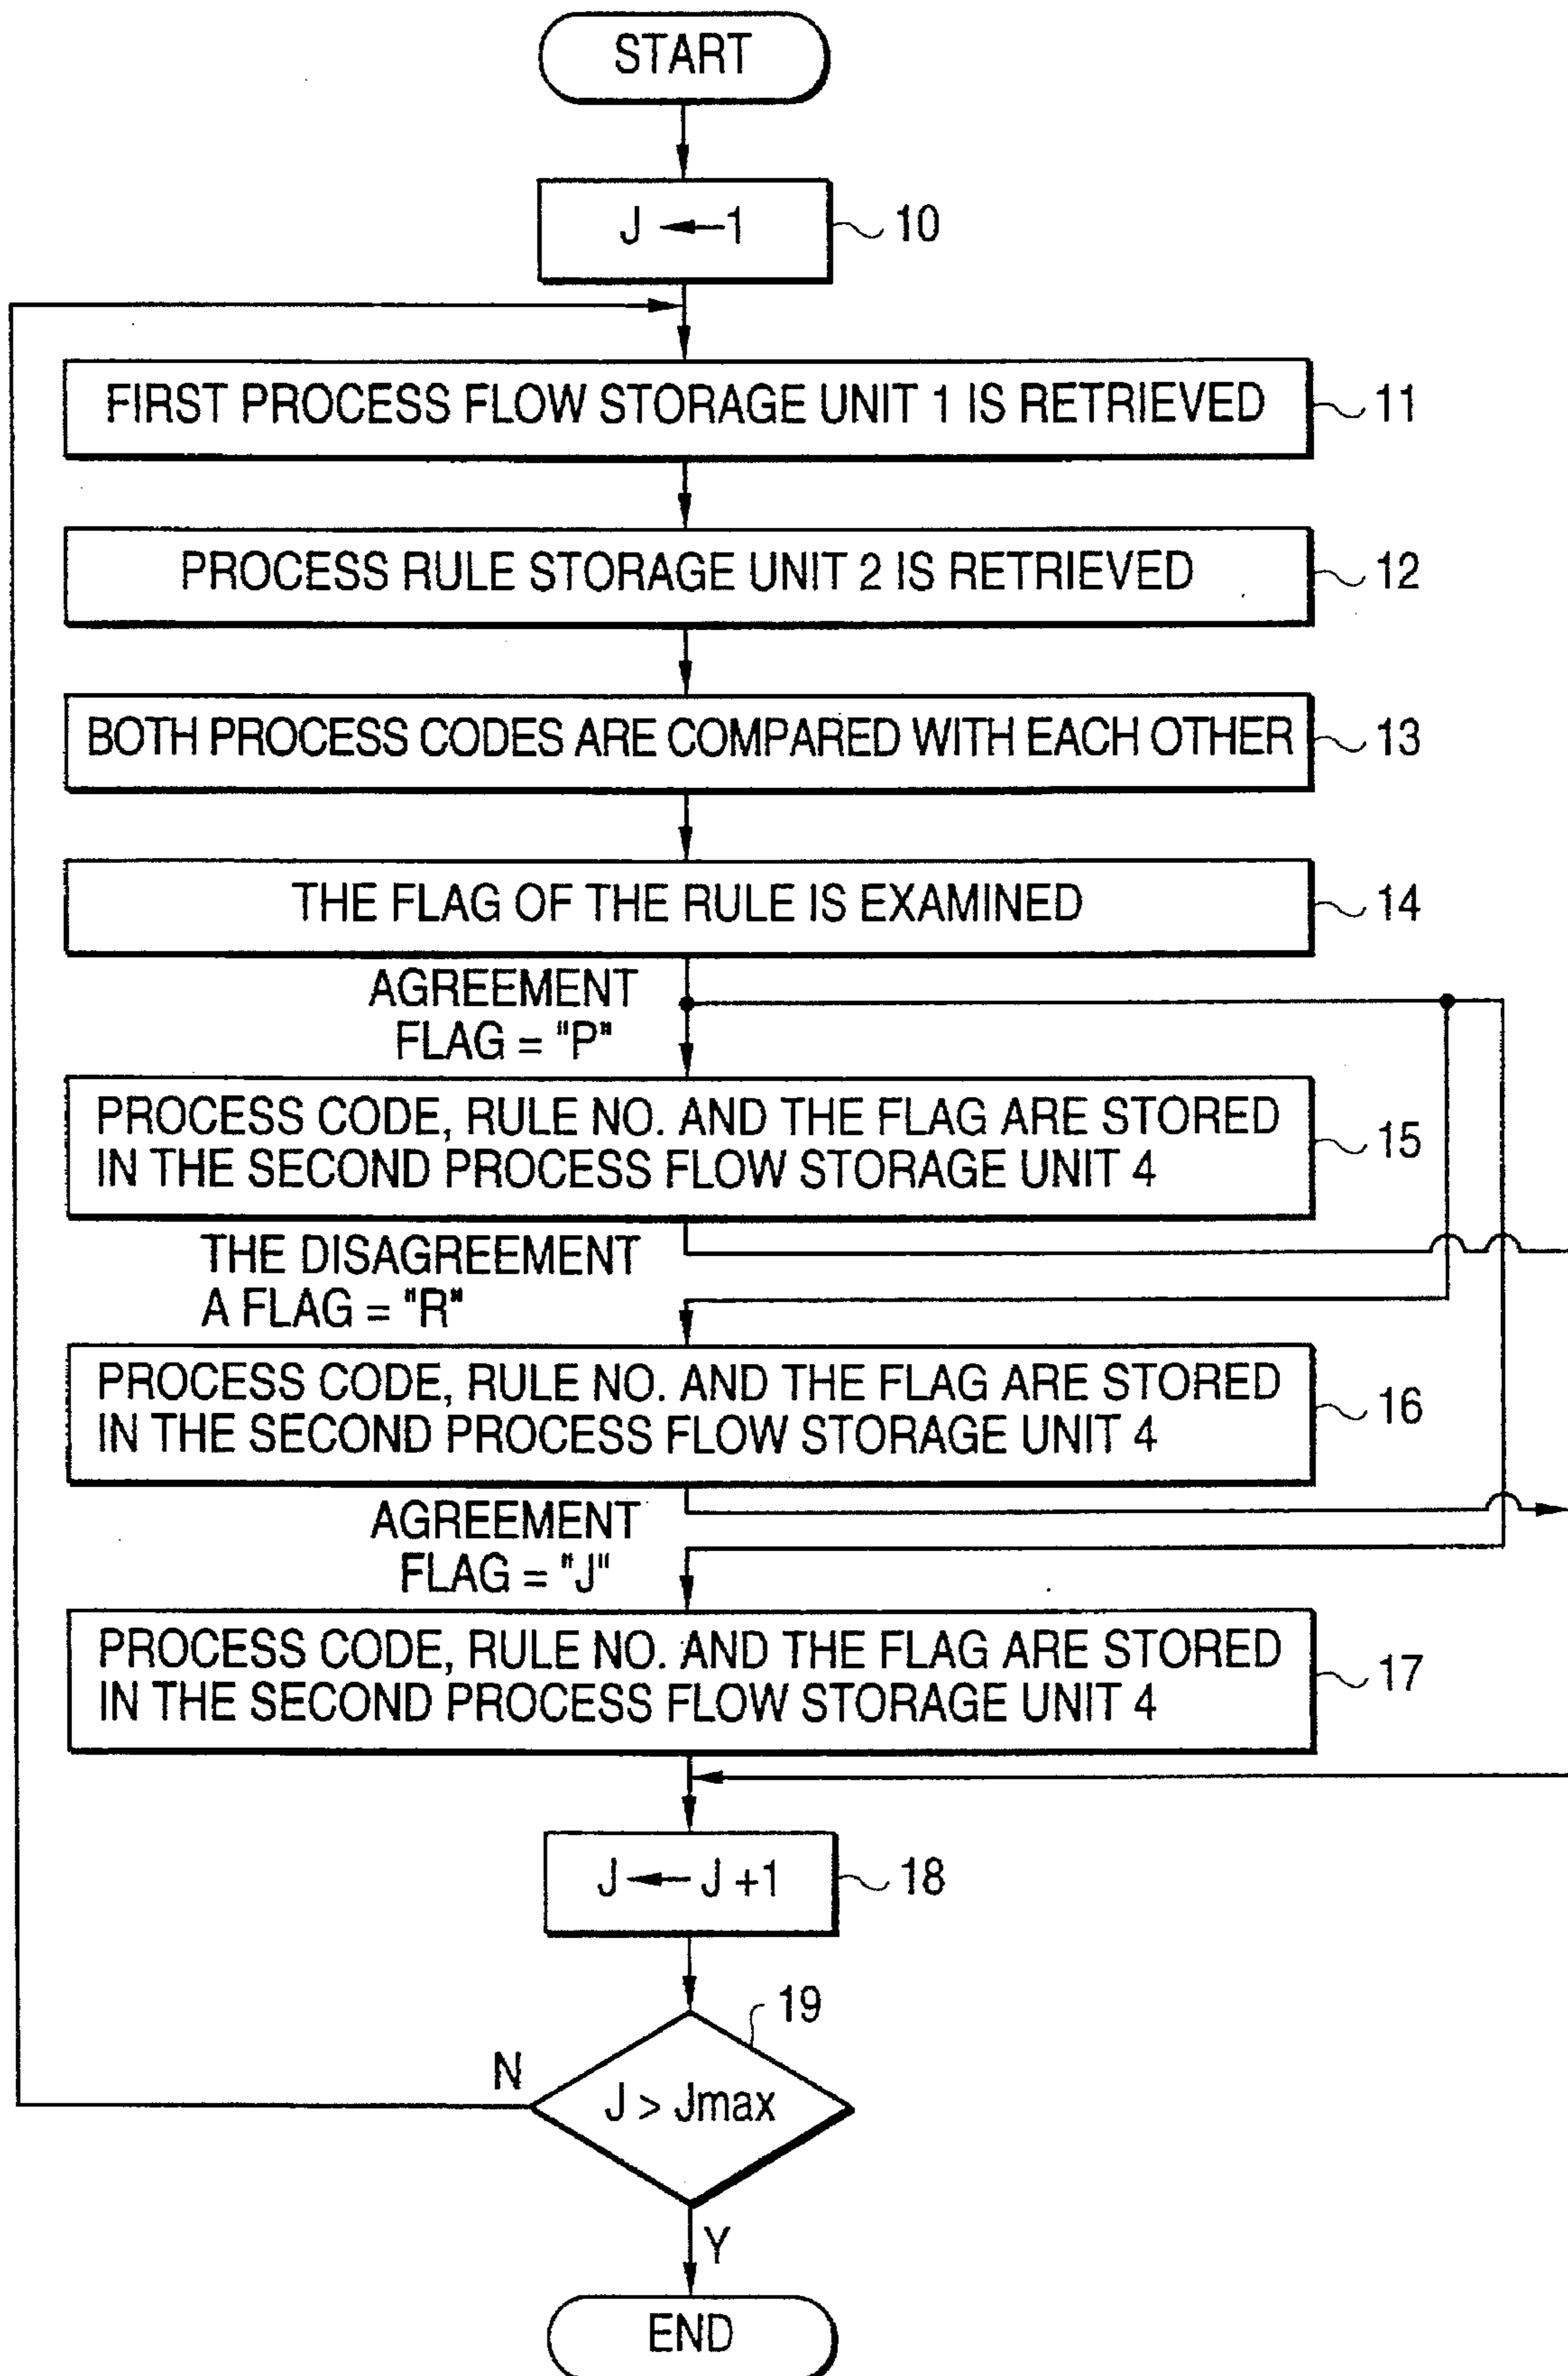 START
J ← 1
10
FIRST PROCESS FLOW STORAGE UNIT 1 IS RETRIEVED
11
PROCESS RULE STORAGE UNIT 2 IS RETRIEVED
12
BOTH PROCESS CODES ARE COMPARED WITH EACH OTHER
13
THE FLAG OF THE RULE IS EXAMINED
14
AGREEMENT
FLAG = "P"
PROCESS CODE, RULE NO. AND THE FLAG ARE STORED
IN THE SECOND PROCESS FLOW STORAGE UNIT 4
15
THE DISAGREEMENT
A FLAG = "R"
PROCESS CODE, RULE NO. AND THE FLAG ARE STORED
IN THE SECOND PROCESS FLOW STORAGE UNIT 4
16
AGREEMENT
FLAG = "J"
PROCESS CODE, RULE NO. AND THE FLAG ARE STORED
IN THE SECOND PROCESS FLOW STORAGE UNIT 4
17
J ← J +1
18
19
N
J > Jmax
Y
END